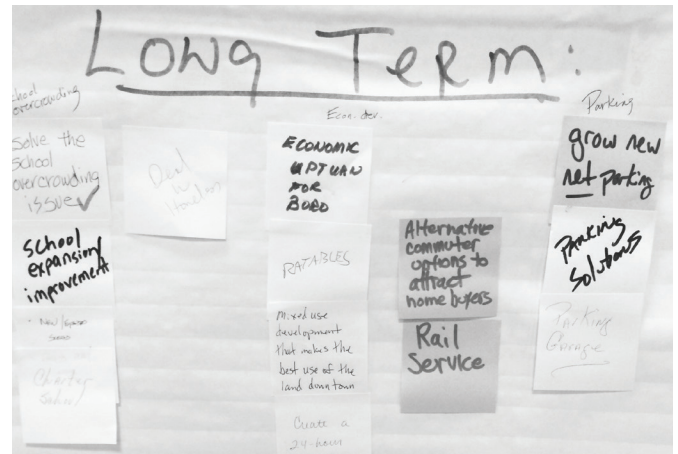 Long Term:
School
overcrowding
Solve the
school
overcrowding
issue ✓
school
expansion/
improvement
New/
Charter
School
Deal
w
Econ. dev.
ECONOMIC
UPTURN
FOR
BORO
RATABLES
Mixed use
development
that makes the
best use of the
land downtown
Create a
24-hour
Alternative
commuter
options to
attract
home buyers
Rail
Service
Parking
grow new
net parking
Parking
Solutions
Parking
Garage